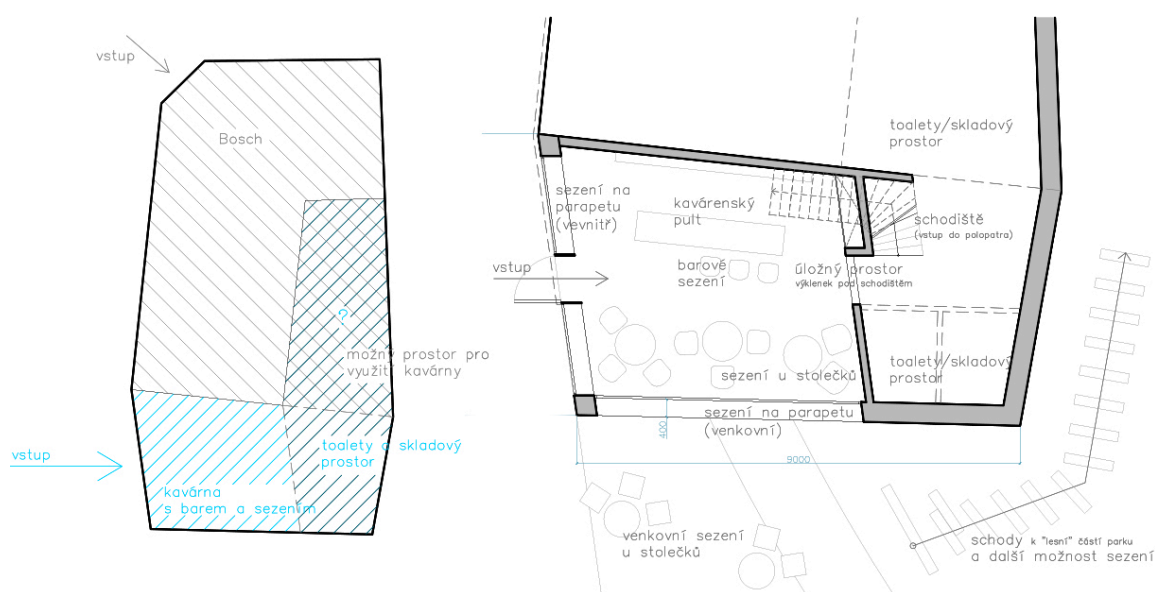 vstup
Bosch
?
možný prostor pro
využití kavárny
toalety a skladový
prostor
vstup
kavárna
s barem a sezením
toalety/skladový
prostor
sezení na
parapetu
(vevnitř)
kavárenský
pult
schodiště
(vstup do polopatra)
vstup
barové
sezení
úložný prostor
výklenek pod schodištěm
sezení u stolečků
toalety/skladový
prostor
sezení na parapetu
(venkovní)
400
9000
venkovní sezení
u stolečků
schody k "lesní" částí parku
a další možnost sezení